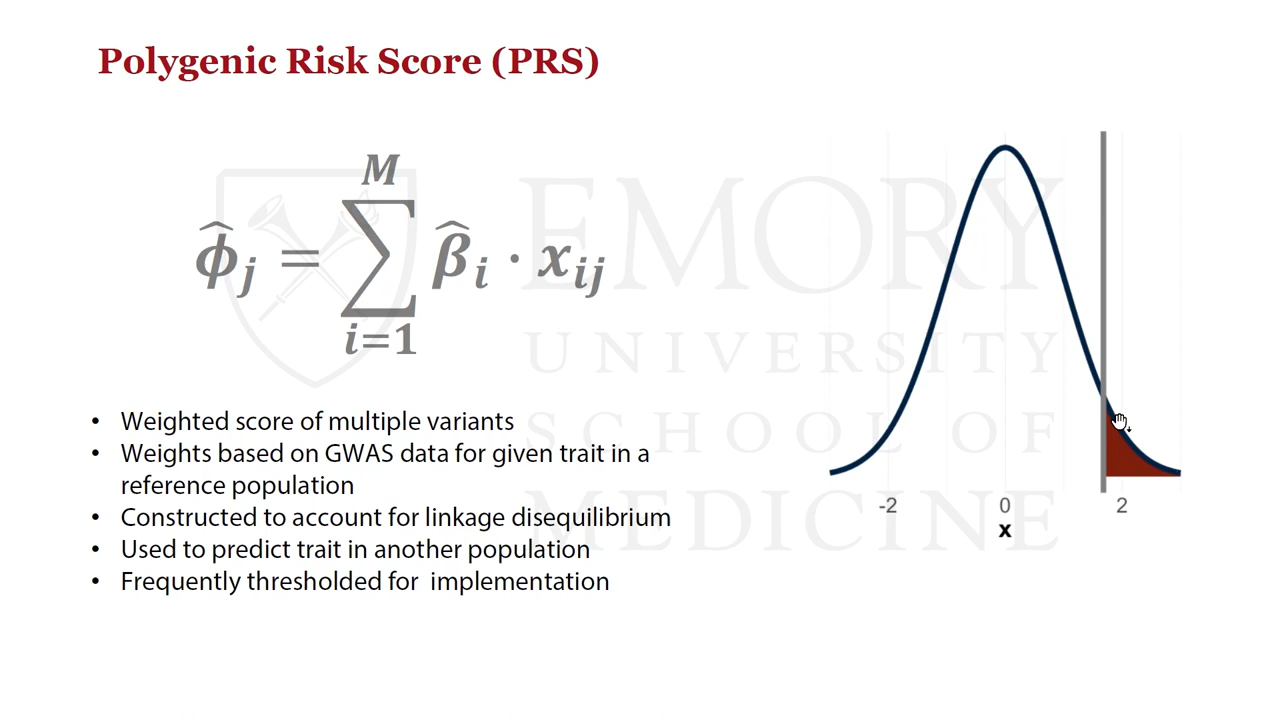 Polygenic Risk Score (PRS)
M
ϕ̂j = ∑ β̂i · xij
i=1
EMORY
UNIVERSITY
SCHOOL OF
MEDICINE
• Weighted score of multiple variants
• Weights based on GWAS data for given trait in a
reference population
• Constructed to account for linkage disequilibrium
• Used to predict trait in another population
• Frequently thresholded for implementation
-2 0 2
x